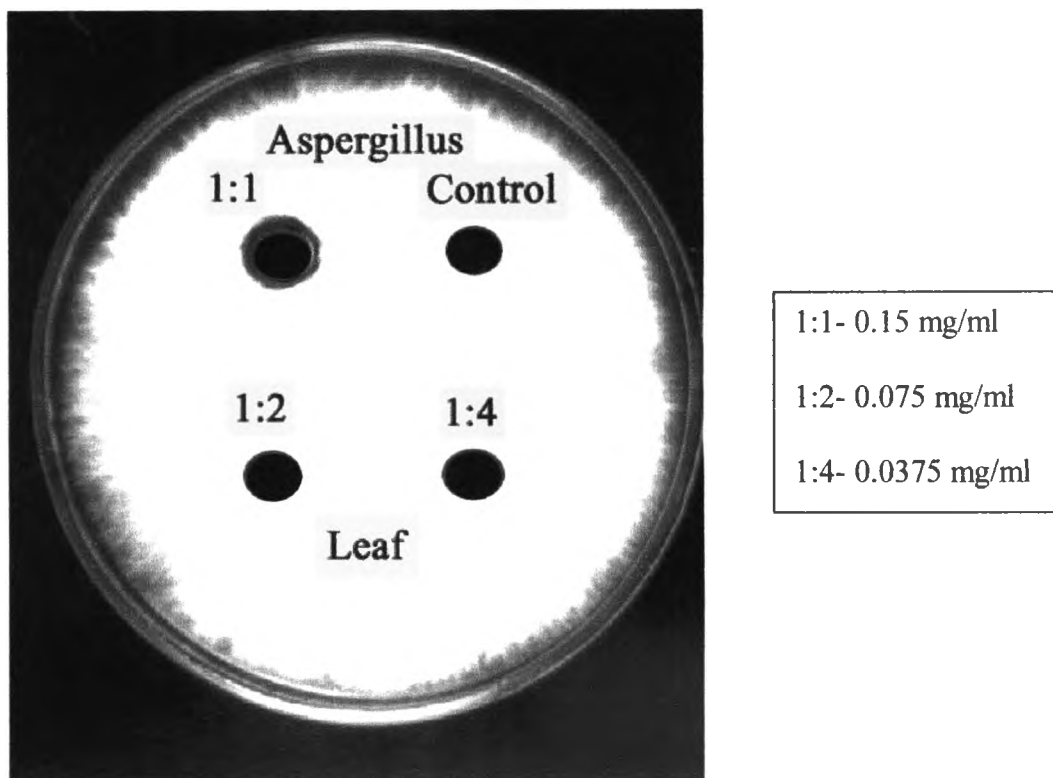 Aspergillus
1:1 Control
1:2 1:4
Leaf
1:1- 0.15 mg/ml
1:2- 0.075 mg/ml
1:4- 0.0375 mg/ml